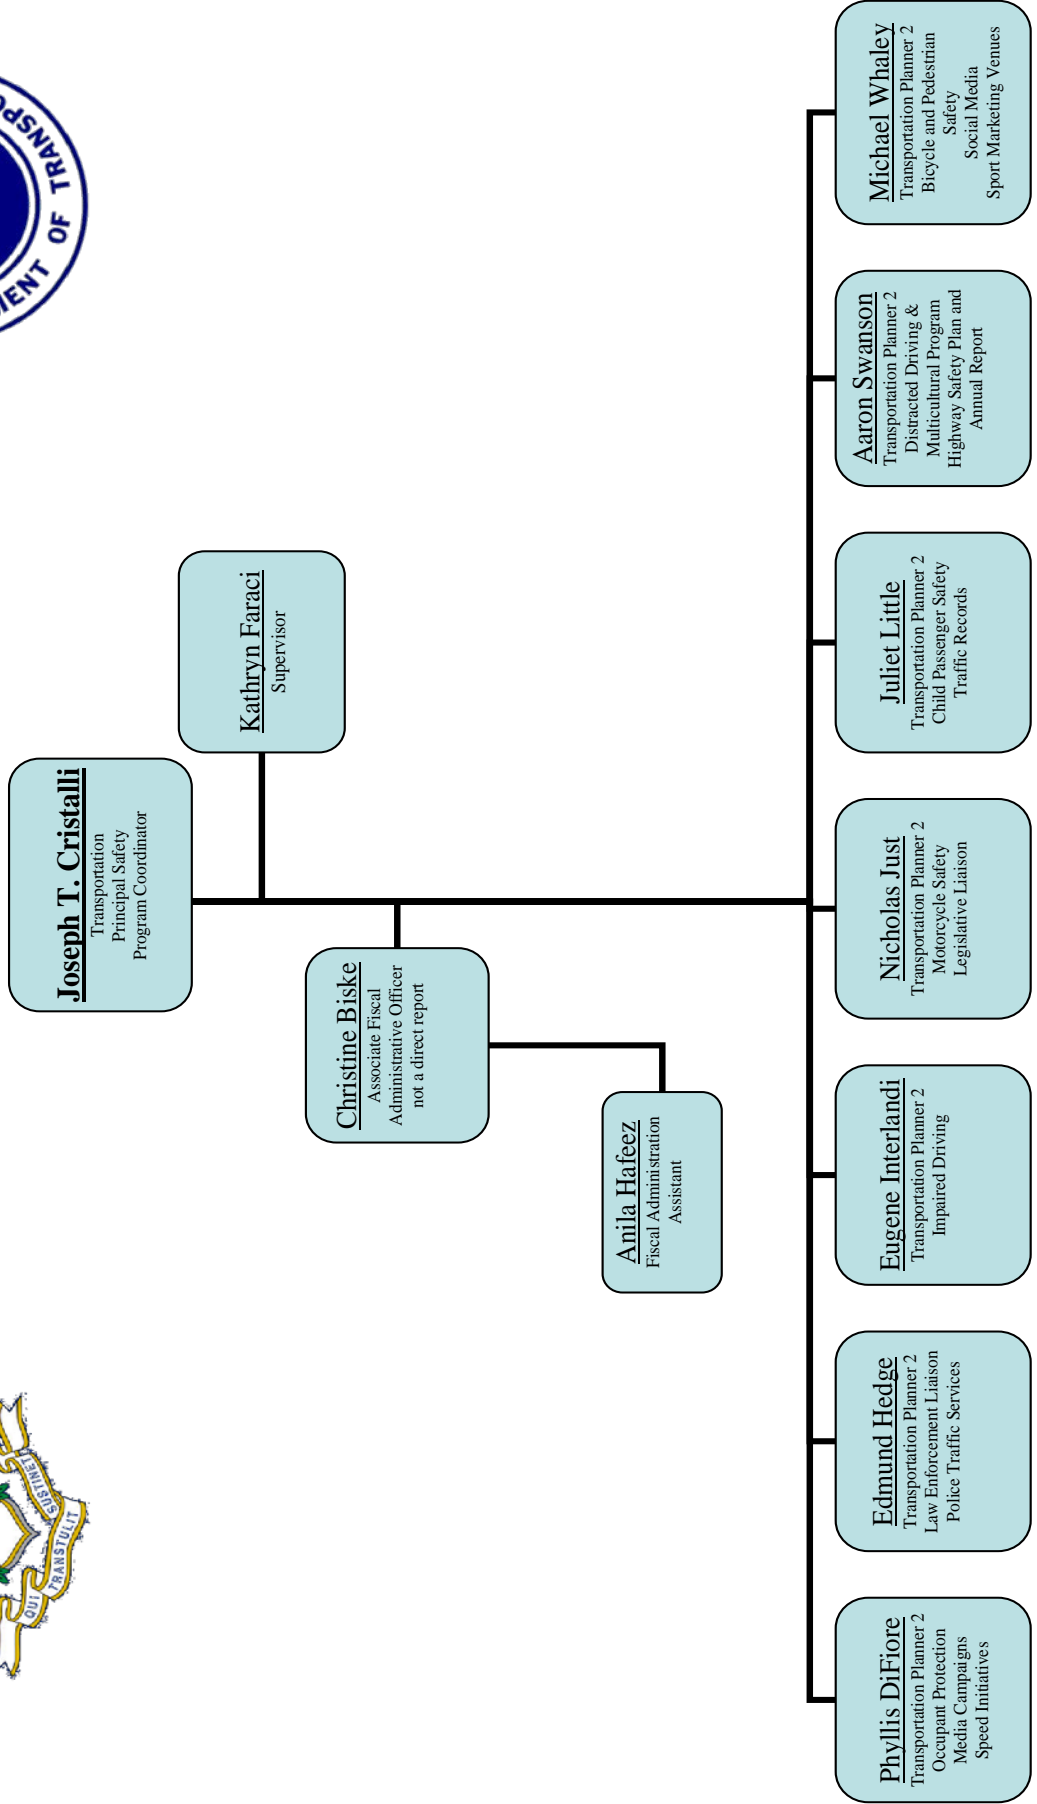 QUI
TRANSTULIT
SUSTINET
OF
Joseph T. Cristalli
Transportation
Principal Safety
Program Coordinator
Kathryn Faraci
Supervisor
Christine Biske
Associate Fiscal
Administrative Officer
not a direct report
Anila Hafeez
Fiscal Administration
Assistant
Phyllis DiFiore
Transportation Planner 2
Occupant Protection
Media Campaigns
Speed Initiatives
Edmund Hedge
Transportation Planner 2
Law Enforcement Liaison
Police Traffic Services
Eugene Interlandi
Transportation Planner 2
Impaired Driving
Nicholas Just
Transportation Planner 2
Motorcycle Safety
Legislative Liaison
Juliet Little
Transportation Planner 2
Child Passenger Safety
Traffic Records
Aaron Swanson
Transportation Planner 2
Distracted Driving &
Multicultural Program
Highway Safety Plan and
Annual Report
Michael Whaley
Transportation Planner 2
Bicycle and Pedestrian
Safety
Social Media
Sport Marketing Venues